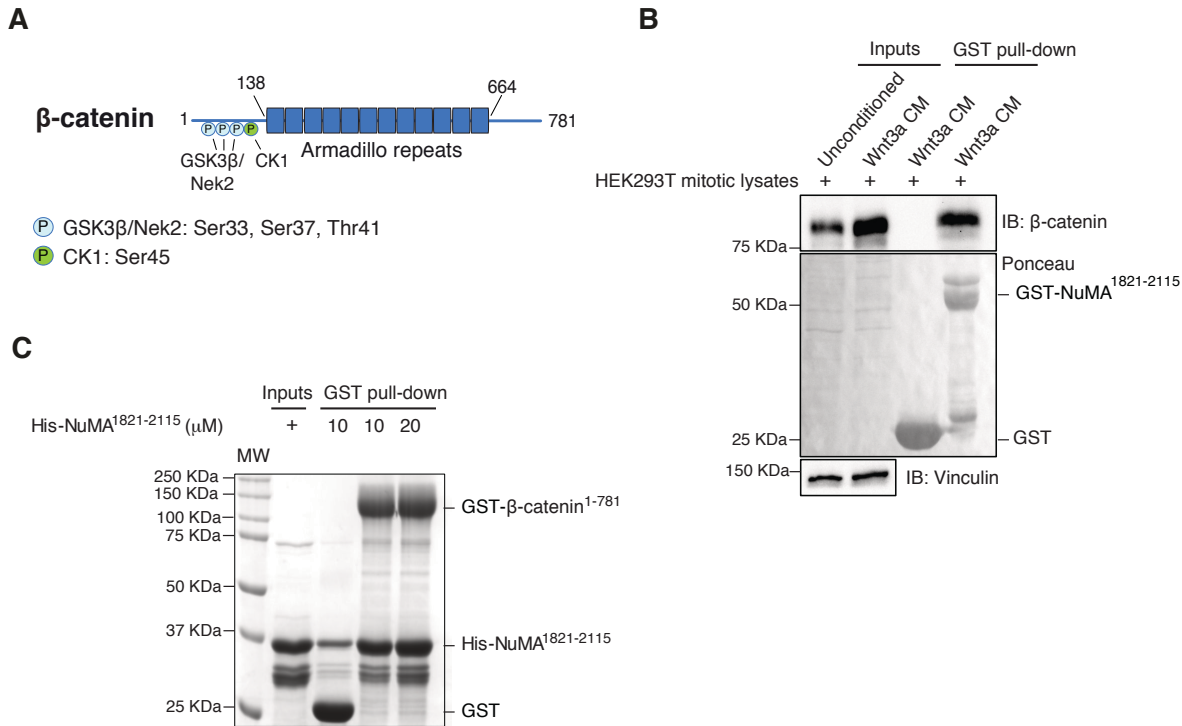 A
β-catenin
1
138
664
781
P P P P
GSK3β/ CK1
Nek2
Armadillo repeats
P GSK3β/Nek2: Ser33, Ser37, Thr41
P CK1: Ser45
B
Inputs GST pull-down
Unconditioned Wnt3a CM Wnt3a CM Wnt3a CM
HEK293T mitotic lysates + + + +
IB: β-catenin
75 KDa
Ponceau
GST-NuMA1821-2115
50 KDa
25 KDa GST
150 KDa IB: Vinculin
C
Inputs GST pull-down
His-NuMA1821-2115 (μM) + 10 10 20
MW
250 KDa
150 KDa
GST-β-catenin1-781
100 KDa
75 KDa
50 KDa
37 KDa
His-NuMA1821-2115
25 KDa GST